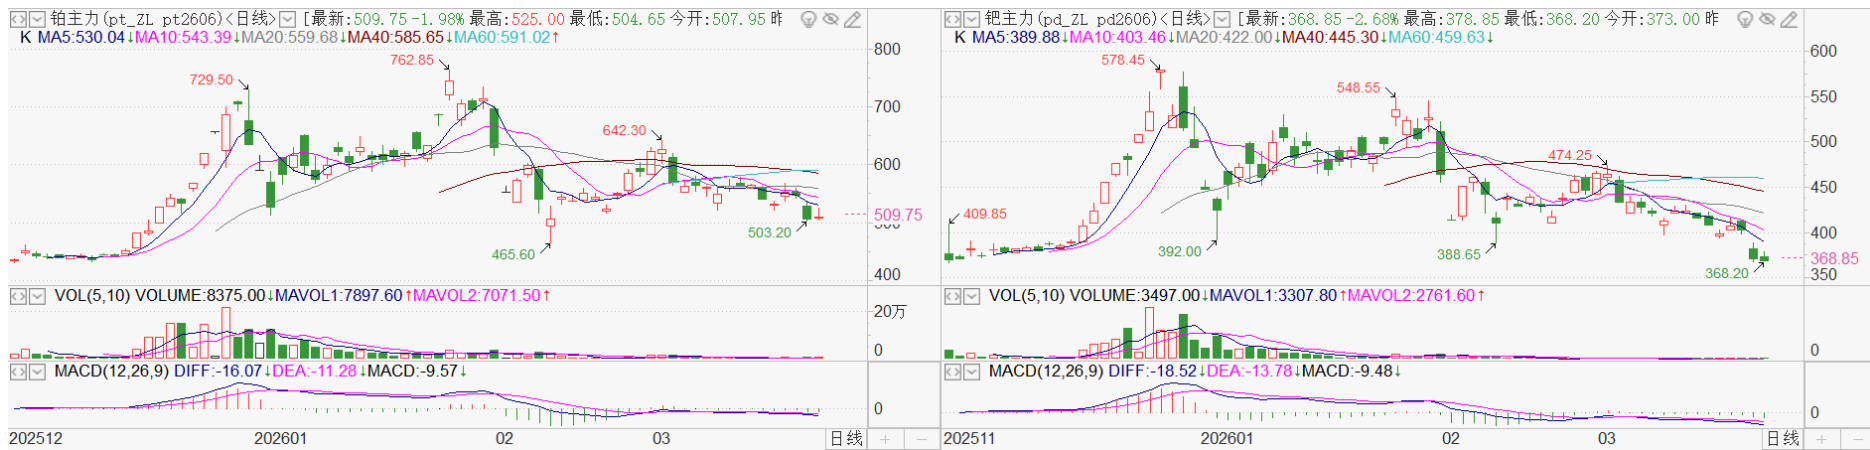 铂主力(pt_ZL pt2606)<日线> [最新:509.75 -1.98% 最高:525.00 最低:504.65 今开:507.95 昨
K MA5:530.04↓MA10:543.39↓MA20:559.68↓MA40:585.65↓MA60:591.02↑
800
762.85
729.50
700
642.30
600
509.75
500
503.20
465.60
400
VOL(5,10) VOLUME:8375.00↓MAVOL1:7897.60↑MAVOL2:7071.50↑
20万
0
MACD(12,26,9) DIFF:-16.07↓DEA:-11.28↓MACD:-9.57↓
0
202512 202601 02 03 日线 + −
钯主力(pd_ZL pd2606)<日线> [最新:368.85 -2.68% 最高:378.85 最低:368.20 今开:373.00 昨
K MA5:389.88↓MA10:403.46↓MA20:422.00↓MA40:445.30↓MA60:459.63↓
600
578.45
548.55
550
500
474.25
450
409.85
400
392.00
388.65
368.85
368.20
350
VOL(5,10) VOLUME:3497.00↓MAVOL1:3307.80↑MAVOL2:2761.60↑
0
MACD(12,26,9) DIFF:-18.52↓DEA:-13.78↓MACD:-9.48↓
0
202511 202601 02 03 日线 + −